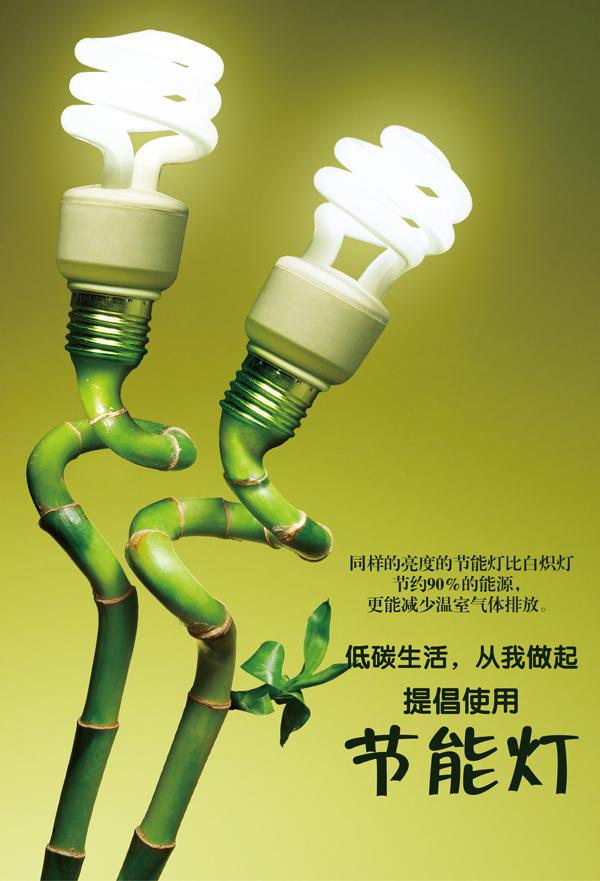 同样的亮度的节能灯比白炽灯
节约90%的能源，
更能减少温室气体排放。
低碳生活，从我做起
提倡使用
节能灯